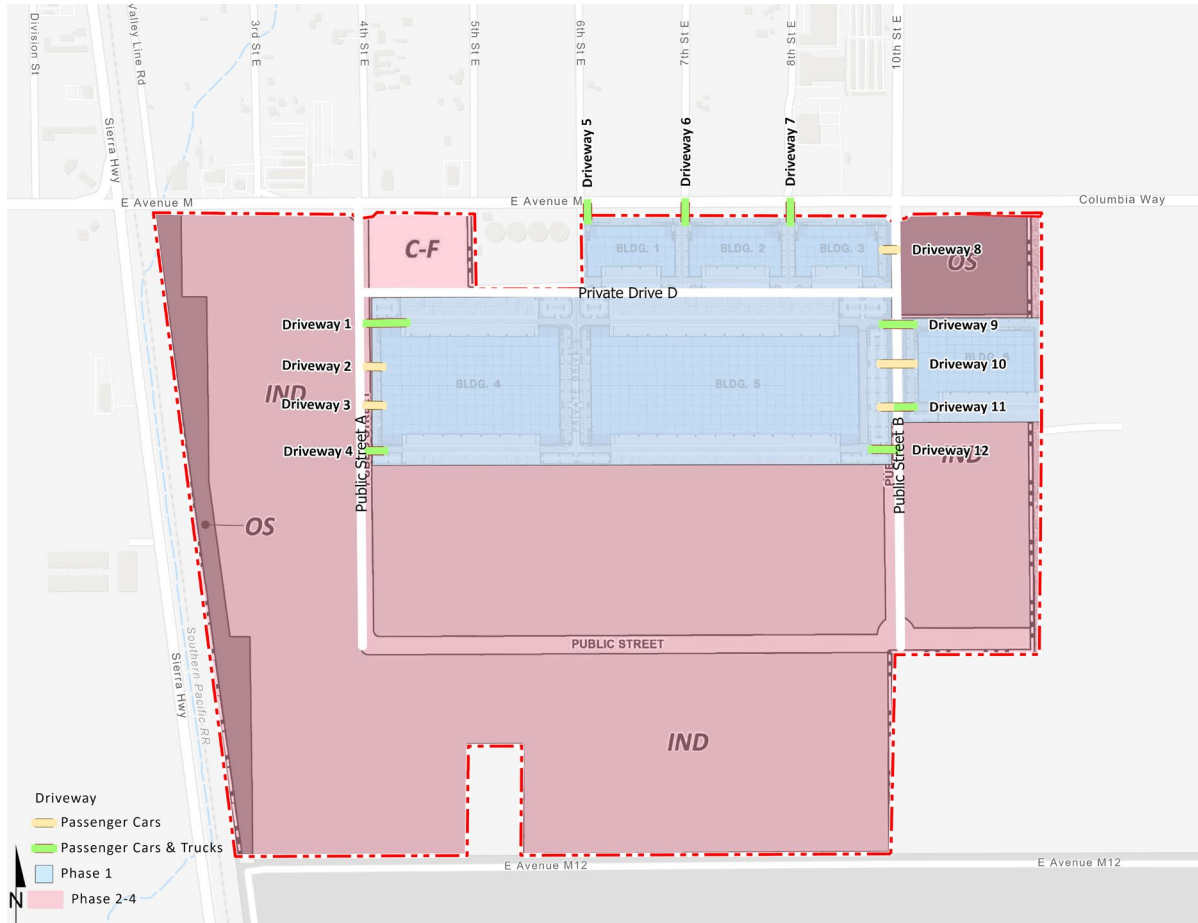 Division St
Valley Line Rd
3rd St E
4th St E
5th St E
6th St E
7th St E
8th St E
10th St E
Sierra Hwy
Driveway 5
Driveway 6
Driveway 7
E Avenue M
E Avenue M
Columbia Way
C-F
BLDG. 1
BLDG. 2
BLDG. 3
Driveway 8
OS
Private Drive D
Driveway 1
Driveway 9
Driveway 2
BLDG. 4
BLDG. 5
Driveway 10
IND
Driveway 3
Driveway 11
Public Street A
Public Street B
Driveway 4
Driveway 12
IND
OS
PUBLIC STREET
Southern Pacific RR
Sierra Hwy
IND
Driveway
Passenger Cars
Passenger Cars & Trucks
Phase 1
Phase 2-4
N
E Avenue M12
E Avenue M12